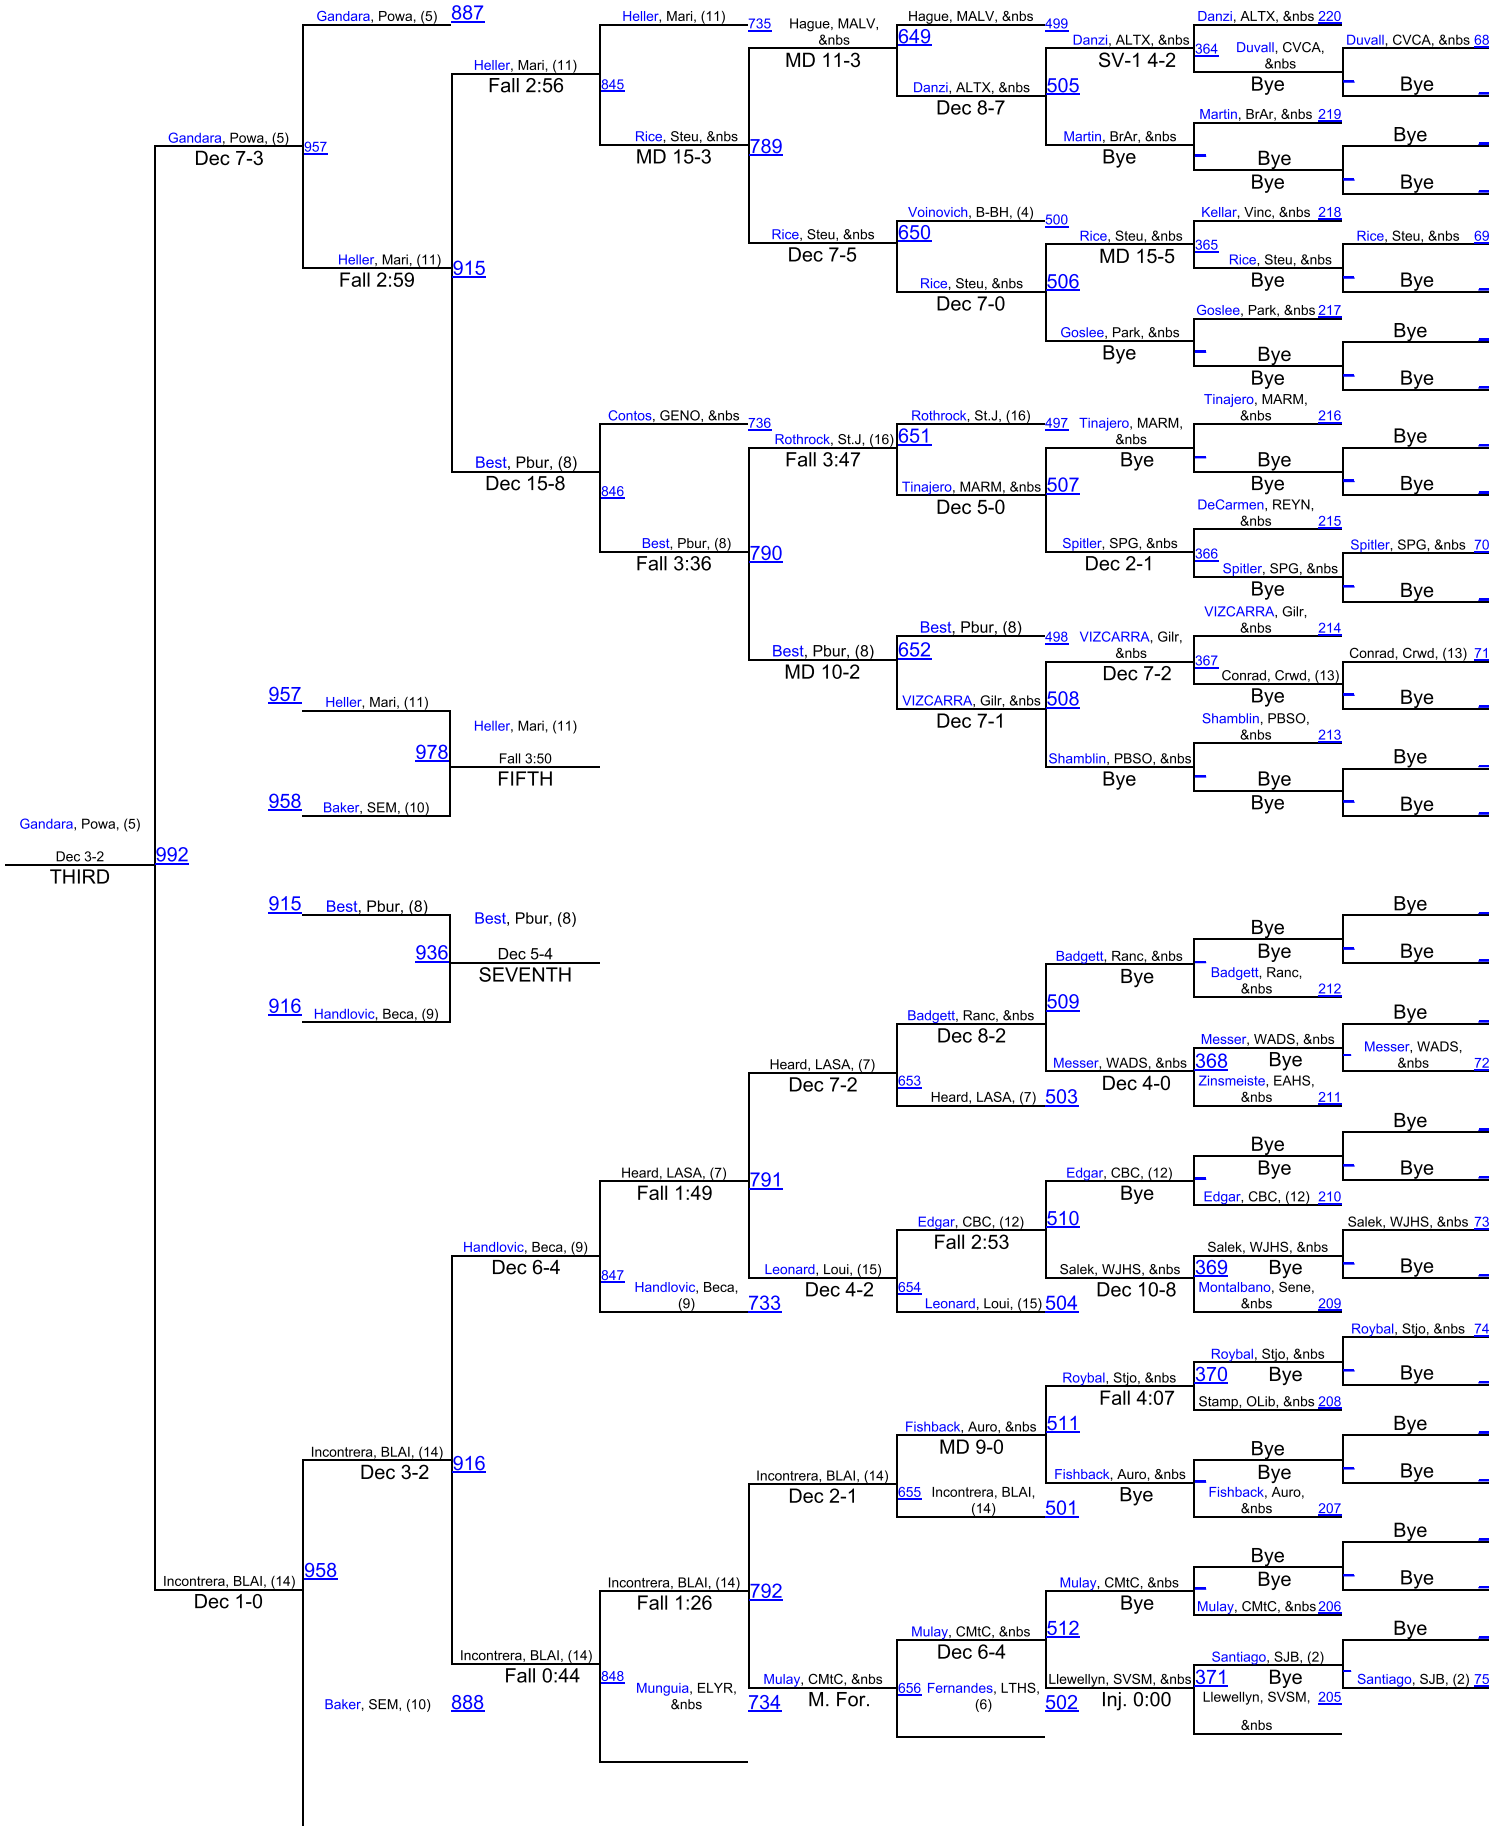 Gandara, Powa, (5) 887
Heller, Mari, (11)
735
Hague, MALV,
&nbs
MD 11-3
Hague, MALV, &nbs
499
649
Danzi, ALTX, &nbs
SV-1 4-2
Danzi, ALTX, &nbs 220
364
Duvall, CVCA,
&nbs
Bye
Duvall, CVCA, &nbs 68
Bye
Heller, Mari, (11)
Fall 2:56
845
Danzi, ALTX, &nbs
Dec 8-7
505
Martin, BrAr, &nbs 219
Bye
Gandara, Powa, (5)
Dec 7-3
957
Rice, Steu, &nbs
MD 15-3
789
Martin, BrAr, &nbs
Bye
Bye
Bye
Bye
Voinovich, B-BH, (4)
500
Kellar, Vinc, &nbs 218
Rice, Steu, &nbs
Dec 7-5
650
Rice, Steu, &nbs
MD 15-5
365
Rice, Steu, &nbs 69
Heller, Mari, (11)
Fall 2:59
915
Rice, Steu, &nbs
Bye
Bye
Rice, Steu, &nbs
Dec 7-0
506
Goslee, Park, &nbs 217
Goslee, Park, &nbs
Bye
Bye
Bye
Bye
Bye
Contos, GENO, &nbs
736
Rothrock, St.J, (16)
497
Tinajero, MARM,
&nbs
Bye
Tinajero, MARM,
&nbs
216
Bye
Rothrock, St.J, (16)
Fall 3:47
651
Bye
Bye
Bye
Best, Pbur, (8)
Dec 15-8
846
Tinajero, MARM, &nbs
Dec 5-0
507
DeCarmen, REYN,
&nbs
215
Best, Pbur, (8)
Fall 3:36
790
Spitler, SPG, &nbs
Dec 2-1
366
Spitler, SPG, &nbs
Bye
Spitler, SPG, &nbs 70
Bye
Best, Pbur, (8)
498
VIZCARRA, Gilr,
&nbs
Dec 7-2
VIZCARRA, Gilr,
&nbs
214
Best, Pbur, (8)
MD 10-2
652
367
Conrad, Crwd, (13)
Bye
Conrad, Crwd, (13) 71
Bye
VIZCARRA, Gilr, &nbs
Dec 7-1
508
957
Heller, Mari, (11)
Heller, Mari, (11)
978
Fall 3:50
FIFTH
Shamblin, PBSO,
&nbs
213
Shamblin, PBSO, &nbs
Bye
Bye
Bye
Bye
Bye
958
Baker, SEM, (10)
Gandara, Powa, (5)
Dec 3-2
THIRD
992
915
Best, Pbur, (8)
Best, Pbur, (8)
936
Dec 5-4
SEVENTH
916
Handlovic, Beca, (9)
Bye
Bye
Bye
Bye
Badgett, Ranc, &nbs
Bye
Badgett, Ranc,
&nbs
212
509
Badgett, Ranc, &nbs
Dec 8-2
Bye
Messer, WADS, &nbs
Bye
Messer, WADS,
&nbs
72
Messer, WADS, &nbs
Dec 4-0
368
Zinsmeiste, EAHS,
&nbs
211
Heard, LASA, (7)
Dec 7-2
653
Heard, LASA, (7) 503
Bye
Bye
Bye
Bye
Heard, LASA, (7)
Fall 1:49
791
Edgar, CBC, (12)
Bye
Edgar, CBC, (12) 210
510
Edgar, CBC, (12)
Fall 2:53
Salek, WJHS, &nbs 73
Salek, WJHS, &nbs
Bye
Bye
Handlovic, Beca, (9)
Dec 6-4
847
Handlovic, Beca,
(9)
733
Leonard, Loui, (15)
Dec 4-2
654
Leonard, Loui, (15) 504
Salek, WJHS, &nbs
Dec 10-8
369
Montalbano, Sene,
&nbs
209
Roybal, Stjo, &nbs 74
Roybal, Stjo, &nbs
Bye
Bye
Roybal, Stjo, &nbs
Fall 4:07
370
Stamp, OLib, &nbs 208
511
Fishback, Auro, &nbs
MD 9-0
Bye
Bye
Bye
Bye
Incontrera, BLAI, (14)
Dec 3-2
916
Incontrera, BLAI, (14)
Dec 2-1
655
Incontrera, BLAI,
(14)
501
Fishback, Auro, &nbs
Bye
Fishback, Auro,
&nbs
207
Bye
Bye
Bye
Bye
Incontrera, BLAI, (14)
Dec 1-0
958
Incontrera, BLAI, (14)
Fall 1:26
792
Mulay, CMtC, &nbs
Bye
Mulay, CMtC, &nbs 206
512
Mulay, CMtC, &nbs
Dec 6-4
Bye
Santiago, SJB, (2)
Bye
Santiago, SJB, (2) 75
Incontrera, BLAI, (14)
Fall 0:44
848
Munguia, ELYR,
&nbs
734
Mulay, CMtC, &nbs
M. For.
656
Fernandes, LTHS,
(6)
502
Llewellyn, SVSM, &nbs
Inj. 0:00
371
Llewellyn, SVSM,
&nbs
205
Baker, SEM, (10) 888